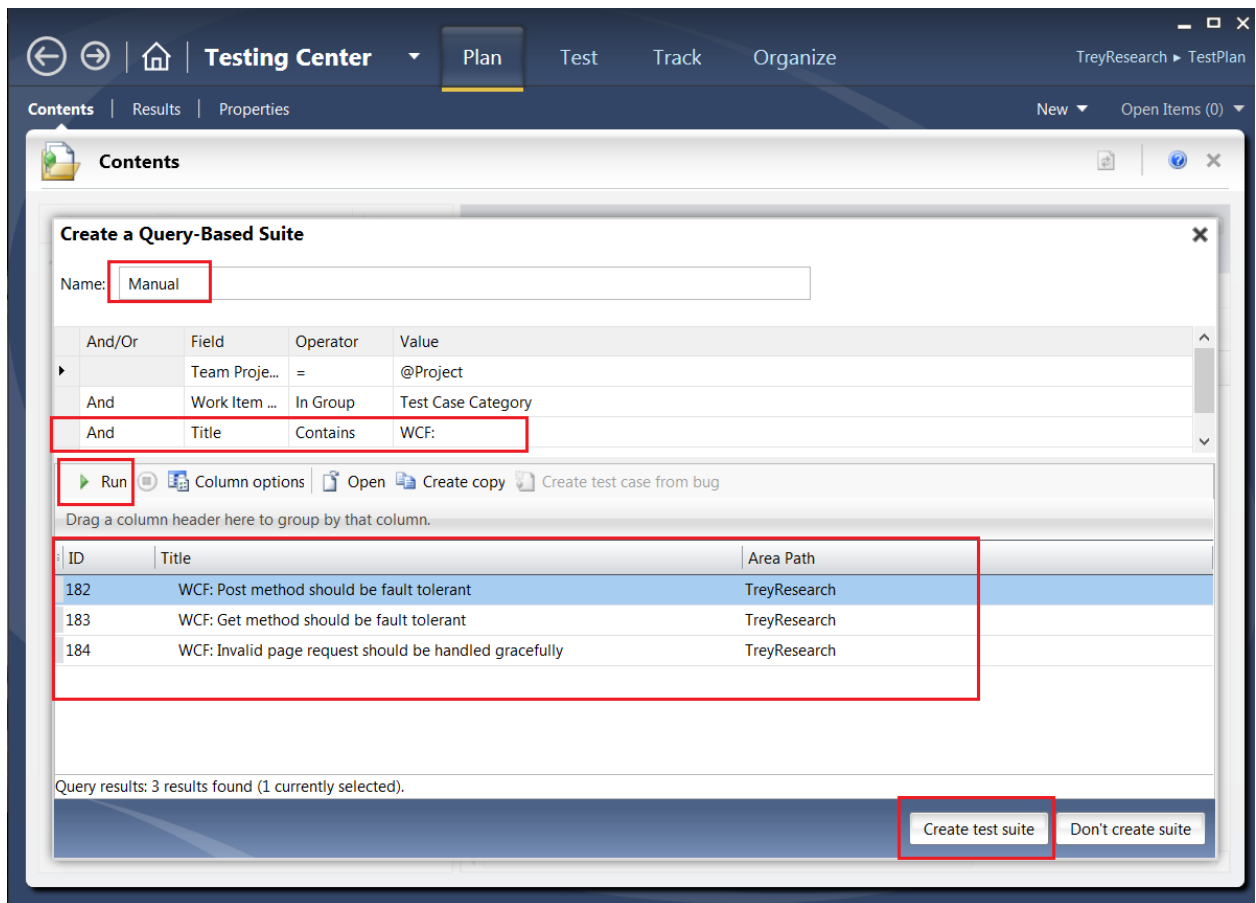 Testing Center Plan Test Track Organize TreyResearch ▸ TestPlan
Contents | Results | Properties New Open Items (0)
Contents
Create a Query-Based Suite
Name: Manual
And/Or Field Operator Value
Team Proje... = @Project
And Work Item ... In Group Test Case Category
And Title Contains WCF:
Run Column options Open Create copy Create test case from bug
Drag a column header here to group by that column.
ID Title Area Path
182 WCF: Post method should be fault tolerant TreyResearch
183 WCF: Get method should be fault tolerant TreyResearch
184 WCF: Invalid page request should be handled gracefully TreyResearch
Query results: 3 results found (1 currently selected).
Create test suite Don't create suite